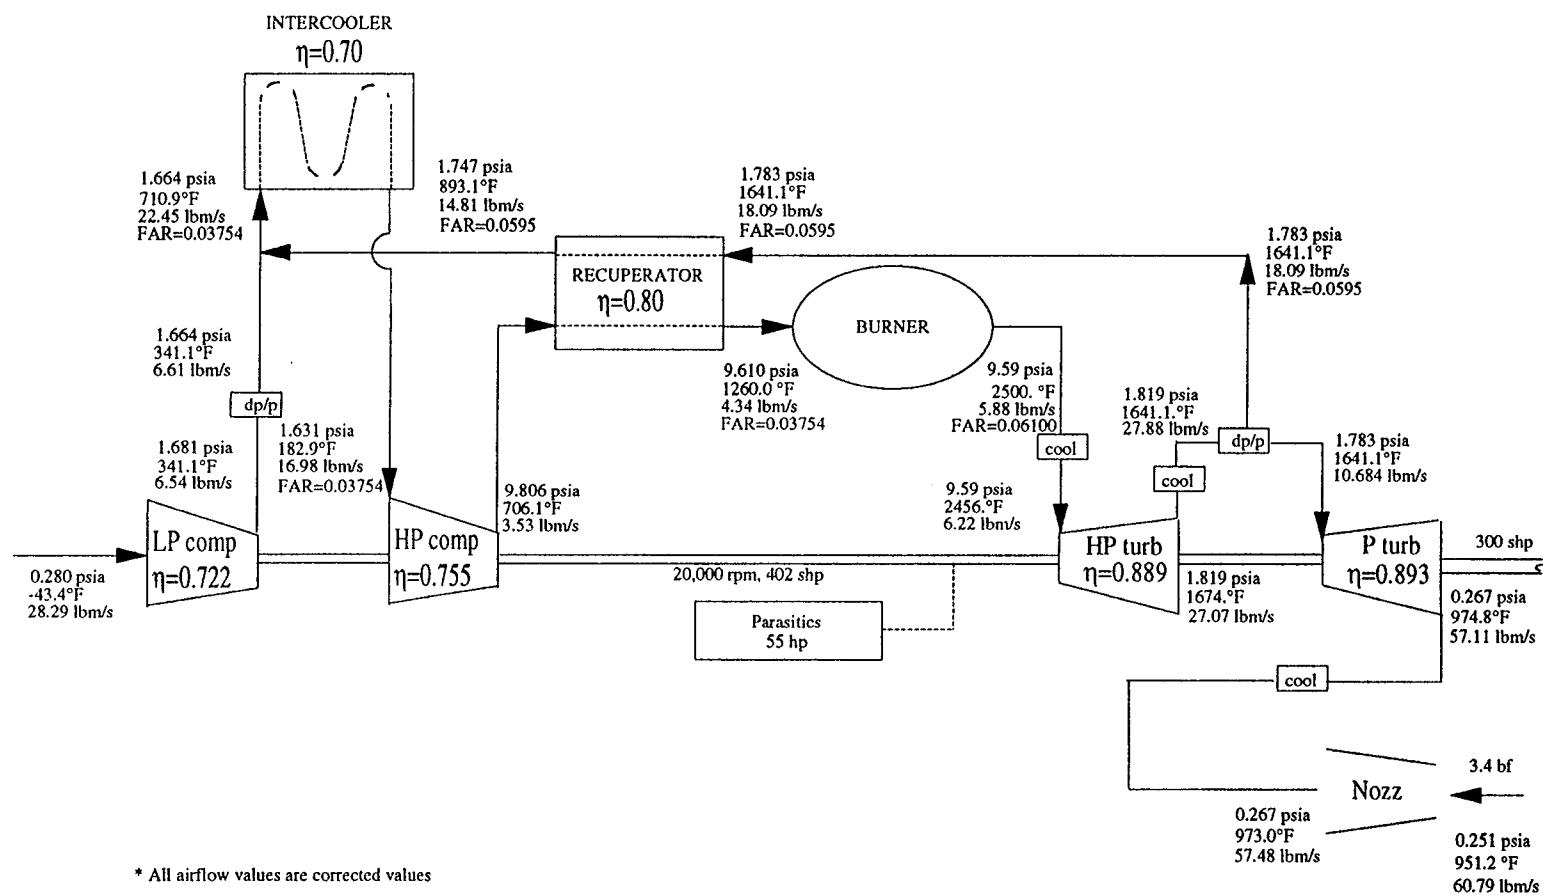 INTERCOOLER
η=0.70
1.664 psia
710.9°F
22.45 lbm/s
FAR=0.03754
1.747 psia
893.1°F
14.81 lbm/s
FAR=0.0595
1.783 psia
1641.1°F
18.09 lbm/s
FAR=0.0595
1.783 psia
1641.1°F
18.09 lbm/s
FAR=0.0595
RECUPERATOR
η=0.80
BURNER
1.664 psia
341.1°F
6.61 lbm/s
dp/p
9.610 psia
1260.0 °F
4.34 lbm/s
FAR=0.03754
9.59 psia
2500. °F
5.88 lbm/s
FAR=0.06100
cool
1.819 psia
1641.1.°F
27.88 lbm/s
dp/p
cool
1.783 psia
1641.1°F
10.684 lbm/s
1.681 psia
341.1°F
6.54 lbm/s
1.631 psia
182.9°F
16.98 lbm/s
FAR=0.03754
9.806 psia
706.1°F
3.53 lbm/s
9.59 psia
2456.°F
6.22 lbm/s
LP comp
η=0.722
HP comp
η=0.755
HP turb
η=0.889
P turb
η=0.893
300 shp
0.280 psia
-43.4°F
28.29 lbm/s
20,000 rpm, 402 shp
1.819 psia
1674.°F
27.07 lbm/s
0.267 psia
974.8°F
57.11 lbm/s
Parasitics
55 hp
cool
3.4 bf
Nozz
0.267 psia
973.0°F
57.48 lbm/s
0.251 psia
951.2 °F
60.79 lbm/s
* All airflow values are corrected values